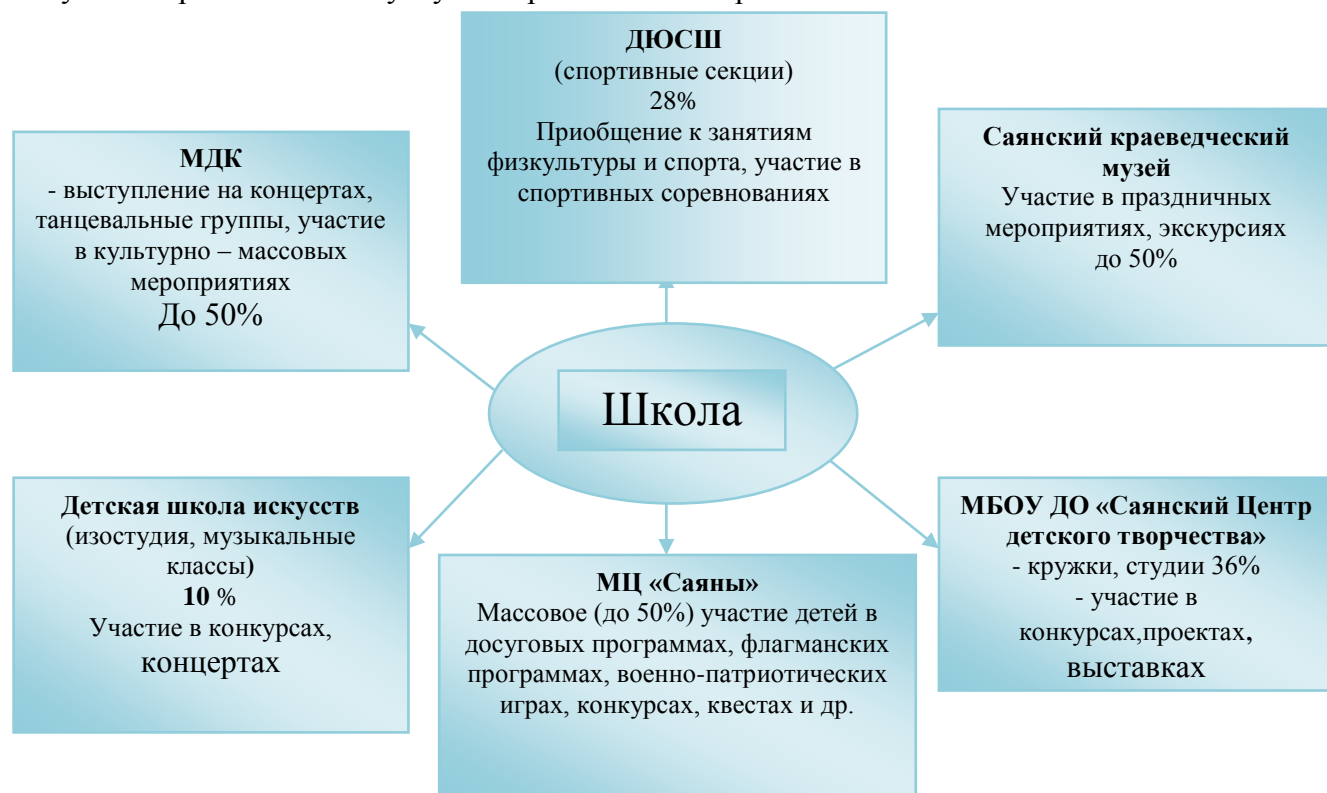 ДЮСШ
(спортивные секции)
28%
Приобщение к занятиям
физкультуры и спорта, участие в
спортивных соревнованиях
МДК
- выступление на концертах,
танцевальные группы, участие
в культурно – массовых
мероприятиях
До 50%
Саянский краеведческий
музей
Участие в праздничных
мероприятиях, экскурсиях
до 50%
Школа
Детская школа искусств
(изостудия, музыкальные
классы)
10 %
Участие в конкурсах,
концертах
МЦ «Саяны»
Массовое (до 50%) участие детей в
досуговых программах, флагманских
программах, военно-патриотических
играх, конкурсах, квестах и др.
МБОУ ДО «Саянский Центр
детского творчества»
- кружки, студии 36%
- участие в
конкурсах,проектах,
выставках